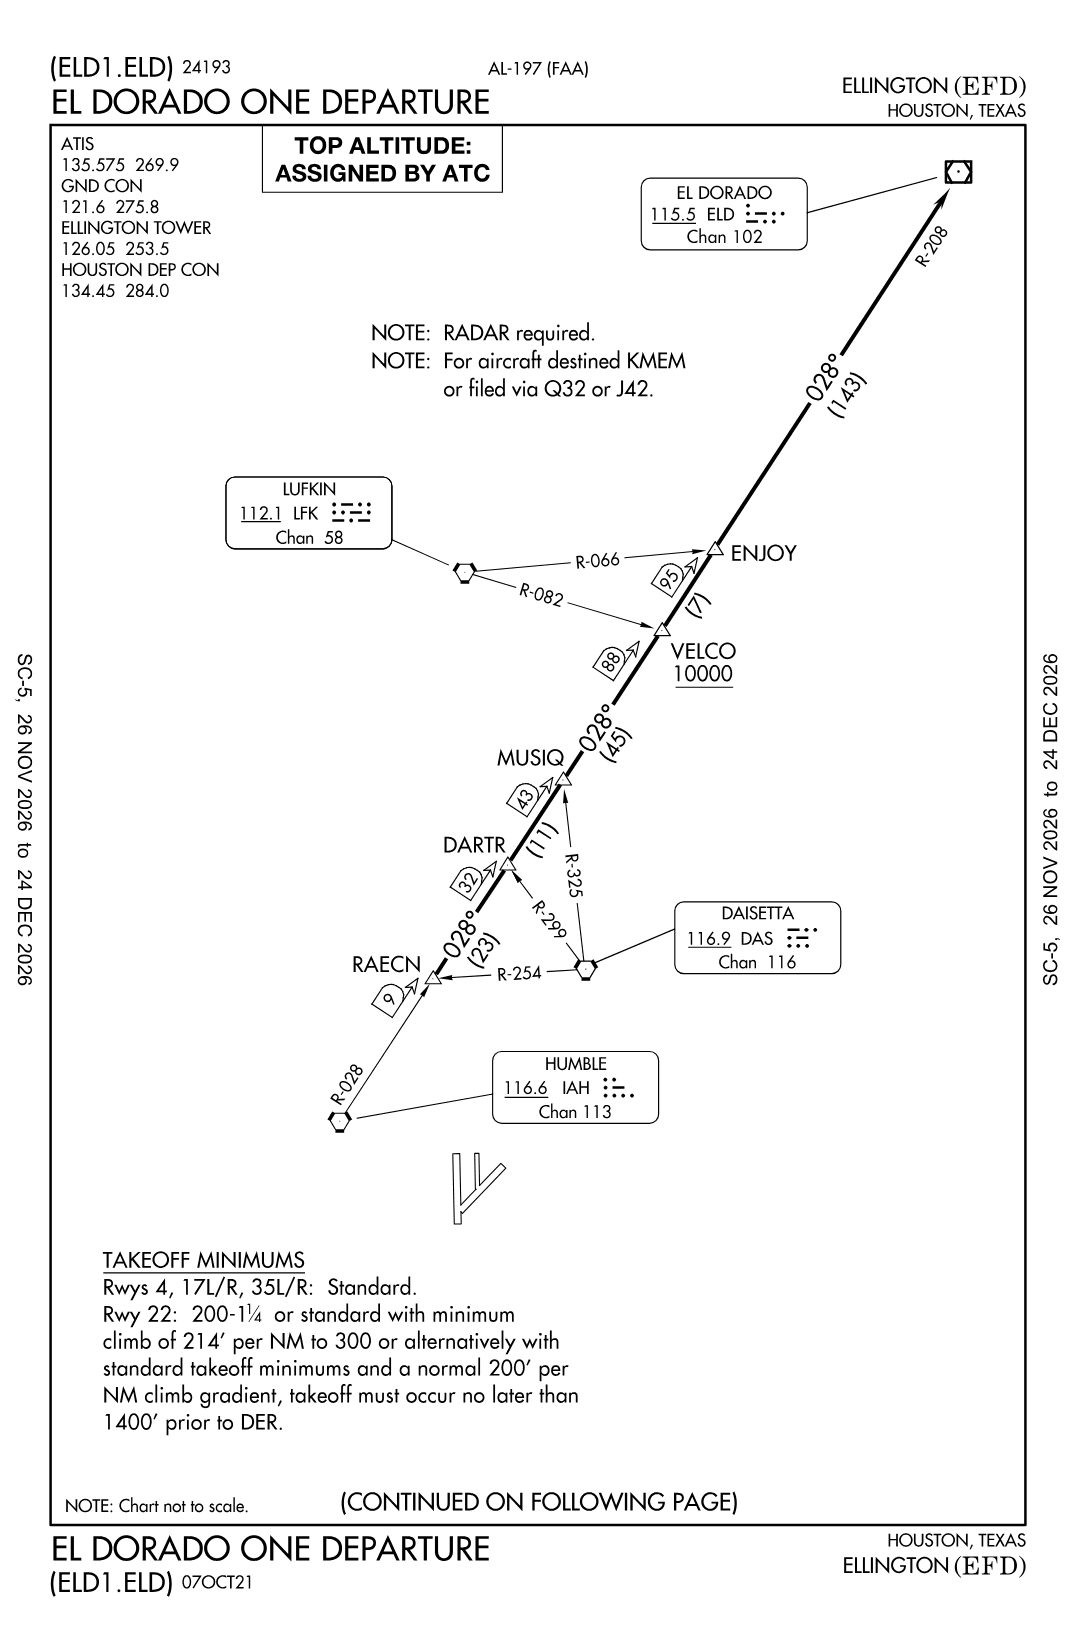 (ELD1.ELD) 24193
AL-197 (FAA)
EL DORADO ONE DEPARTURE
ELLINGTON (EFD)
HOUSTON, TEXAS
ATIS
135.575 269.9
GND CON
121.6 275.8
ELLINGTON TOWER
126.05 253.5
HOUSTON DEP CON
134.45 284.0
TOP ALTITUDE:
ASSIGNED BY ATC
EL DORADO
115.5 ELD
Chan 102
R-208
NOTE: RADAR required.
NOTE: For aircraft destined KMEM
or filed via Q32 or J42.
028°
(143)
LUFKIN
112.1 LFK
Chan 58
R-066
R-082
ENJOY
95
(7)
VELCO
10000
88
028°
(45)
MUSIQ
43
(11)
DARTR
32
R-325
R-299
028°
(23)
DAISETTA
116.9 DAS
Chan 116
RAECN
R-254
9
R-028
HUMBLE
116.6 IAH
Chan 113
TAKEOFF MINIMUMS
Rwys 4, 17L/R, 35L/R: Standard.
Rwy 22: 200-1¼ or standard with minimum
climb of 214' per NM to 300 or alternatively with
standard takeoff minimums and a normal 200' per
NM climb gradient, takeoff must occur no later than
1400' prior to DER.
NOTE: Chart not to scale.
(CONTINUED ON FOLLOWING PAGE)
EL DORADO ONE DEPARTURE
(ELD1.ELD) 07OCT21
HOUSTON, TEXAS
ELLINGTON (EFD)
SC-5, 26 NOV 2026 to 24 DEC 2026
SC-5, 26 NOV 2026 to 24 DEC 2026